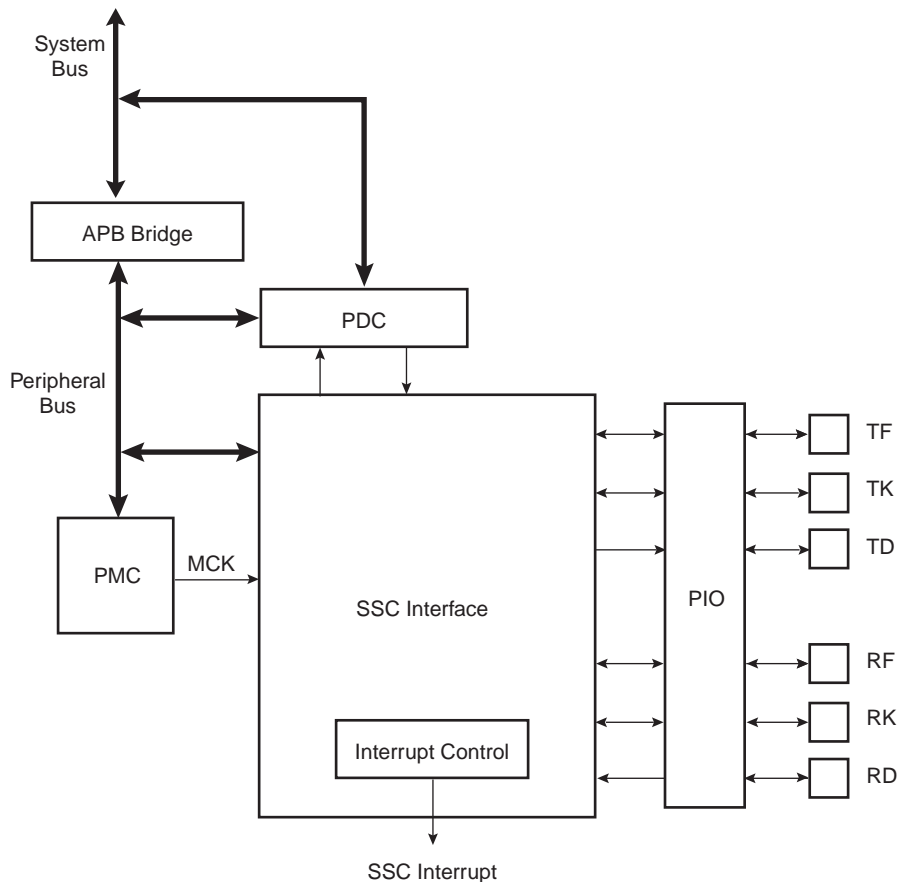 System
Bus
APB Bridge
PDC
Peripheral
Bus
TF
TK
TD
PMC
MCK
SSC Interface
PIO
RF
RK
RD
Interrupt Control
SSC Interrupt